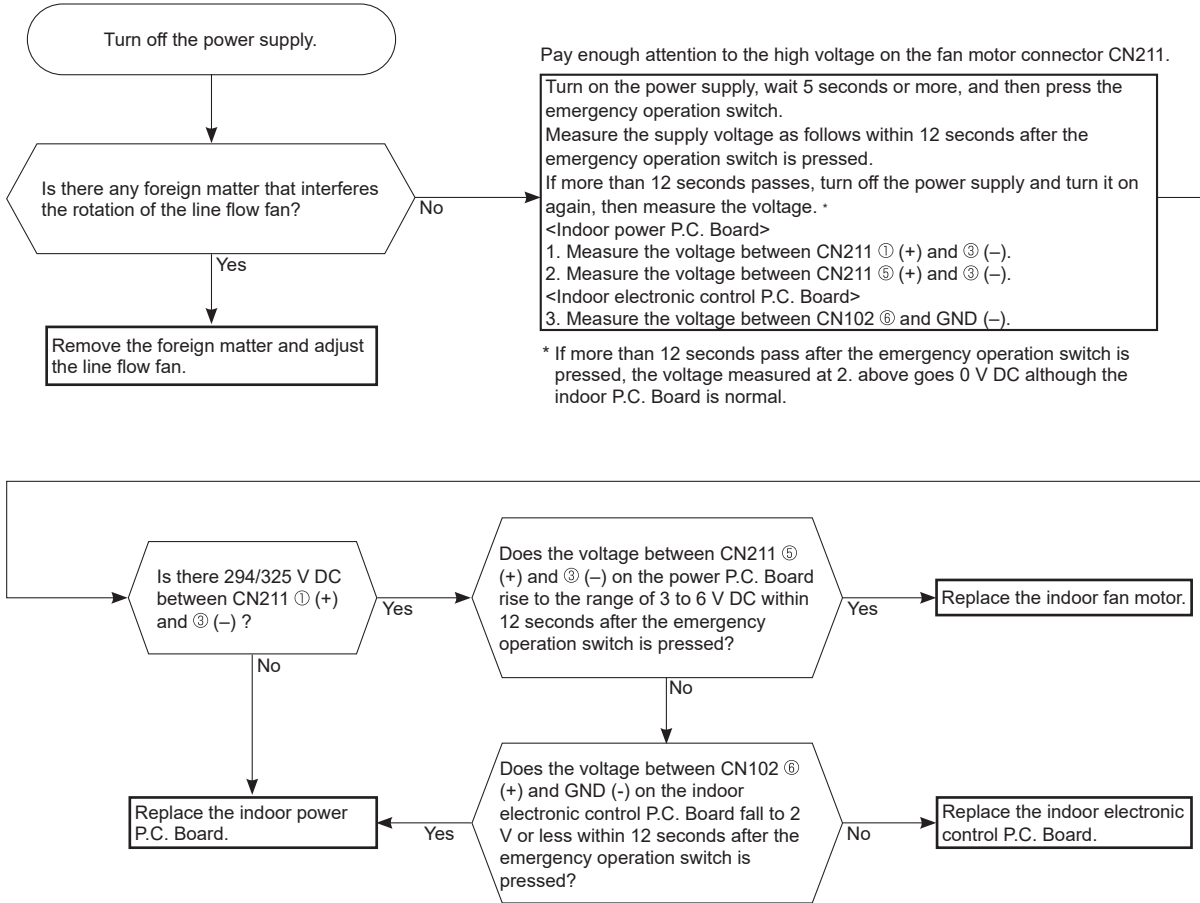 Turn off the power supply.
Is there any foreign matter that interferes
the rotation of the line flow fan?
No
Yes
Remove the foreign matter and adjust
the line flow fan.
Pay enough attention to the high voltage on the fan motor connector CN211.
Turn on the power supply, wait 5 seconds or more, and then press the
emergency operation switch.
Measure the supply voltage as follows within 12 seconds after the
emergency operation switch is pressed.
If more than 12 seconds passes, turn off the power supply and turn it on
again, then measure the voltage. *
<Indoor power P.C. Board>
1. Measure the voltage between CN211 ① (+) and ③ (–).
2. Measure the voltage between CN211 ⑤ (+) and ③ (–).
<Indoor electronic control P.C. Board>
3. Measure the voltage between CN102 ⑥ and GND (–).
* If more than 12 seconds pass after the emergency operation switch is
pressed, the voltage measured at 2. above goes 0 V DC although the
indoor P.C. Board is normal.
Is there 294/325 V DC
between CN211 ① (+)
and ③ (–) ?
Yes
No
Does the voltage between CN211 ⑤
(+) and ③ (–) on the power P.C. Board
rise to the range of 3 to 6 V DC within
12 seconds after the emergency
operation switch is pressed?
Yes
Replace the indoor fan motor.
No
Does the voltage between CN102 ⑥
(+) and GND (-) on the indoor
electronic control P.C. Board fall to 2
V or less within 12 seconds after the
emergency operation switch is
pressed?
Yes
Replace the indoor power
P.C. Board.
No
Replace the indoor electronic
control P.C. Board.